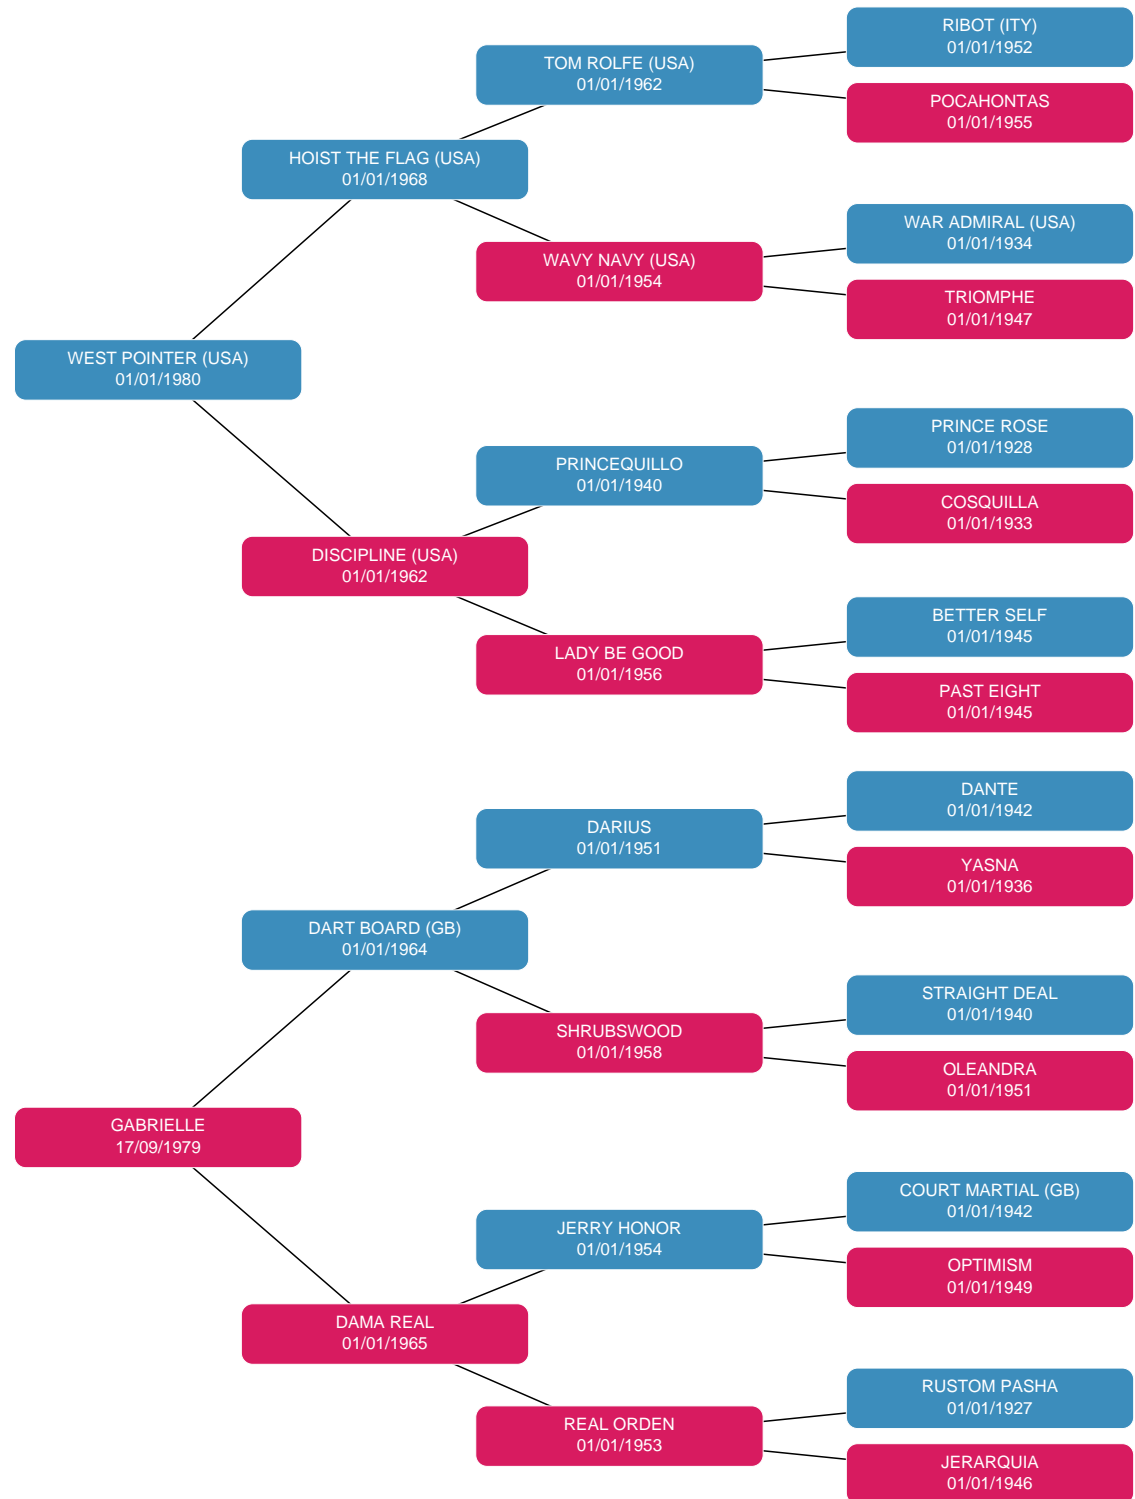 RIBOT (ITY)
01/01/1952
TOM ROLFE (USA)
01/01/1962
POCAHONTAS
01/01/1955
HOIST THE FLAG (USA)
01/01/1968
WAR ADMIRAL (USA)
01/01/1934
WAVY NAVY (USA)
01/01/1954
TRIOMPHE
01/01/1947
WEST POINTER (USA)
01/01/1980
PRINCE ROSE
01/01/1928
PRINCEQUILLO
01/01/1940
COSQUILLA
01/01/1933
DISCIPLINE (USA)
01/01/1962
BETTER SELF
01/01/1945
LADY BE GOOD
01/01/1956
PAST EIGHT
01/01/1945
DANTE
01/01/1942
DARIUS
01/01/1951
YASNA
01/01/1936
DART BOARD (GB)
01/01/1964
STRAIGHT DEAL
01/01/1940
SHRUBSWOOD
01/01/1958
OLEANDRA
01/01/1951
GABRIELLE
17/09/1979
COURT MARTIAL (GB)
01/01/1942
JERRY HONOR
01/01/1954
OPTIMISM
01/01/1949
DAMA REAL
01/01/1965
RUSTOM PASHA
01/01/1927
REAL ORDEN
01/01/1953
JERARQUIA
01/01/1946